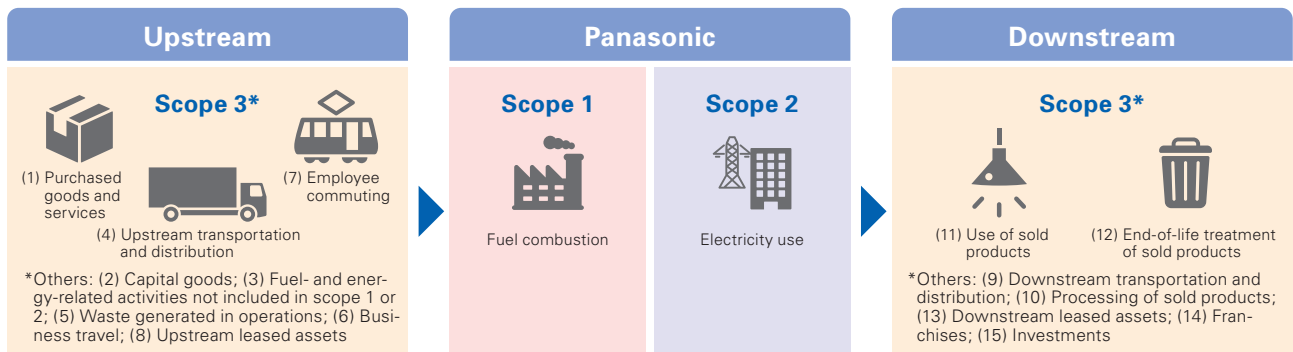 Upstream
Scope 3*
(1) Purchased
goods and
services
(7) Employee
commuting
(4) Upstream transportation
and distribution
*Others: (2) Capital goods; (3) Fuel- and ener-
gy-related activities not included in scope 1 or
2; (5) Waste generated in operations; (6) Busi-
ness travel; (8) Upstream leased assets
Panasonic
Scope 1
Fuel combustion
Scope 2
Electricity use
Downstream
Scope 3*
(11) Use of sold
products
(12) End-of-life treatment
of sold products
*Others: (9) Downstream transportation and
distribution; (10) Processing of sold products;
(13) Downstream leased assets; (14) Fran-
chises; (15) Investments